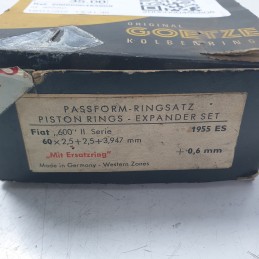 ORIGINAL
GOETZE
KOLBENRINGE
PASSFORM-RINGSATZ
PISTON RINGS - EXPANDER SET
Fiat „600" II. Serie 1955 ES
60×2,5+2,5+3,947 mm
„Mit Ersatzring" + 0,6 mm
Made in Germany - Western Zones